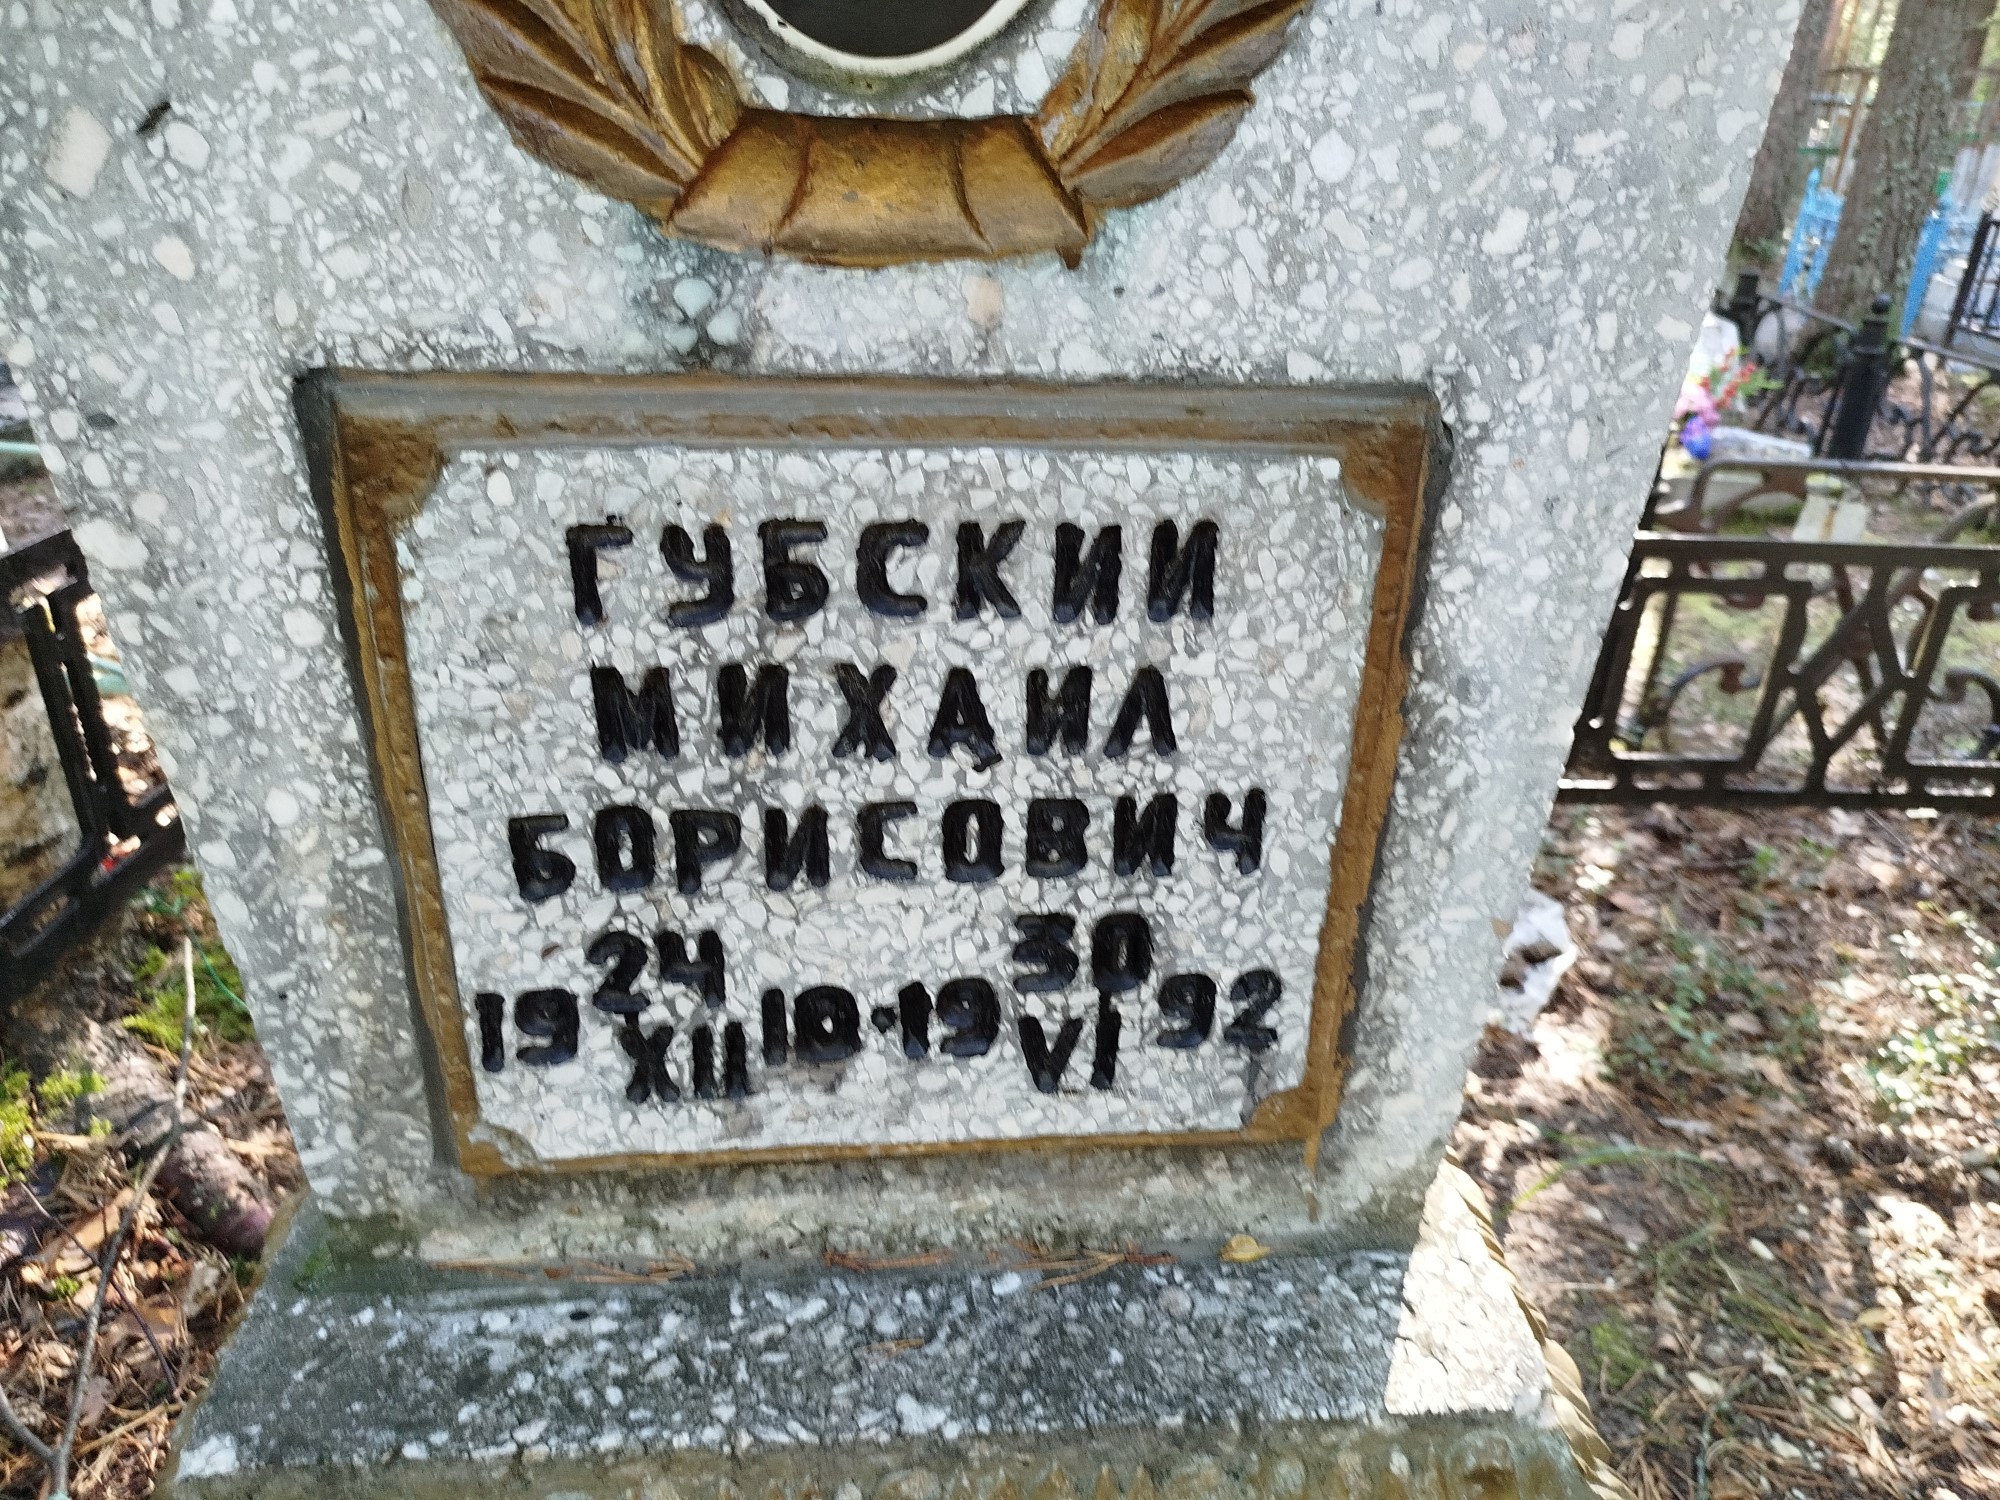 ГУБСКИИ
МИХАИЛ
БОРИСОВИЧ
19 24/XII 10·19 30/VI 92